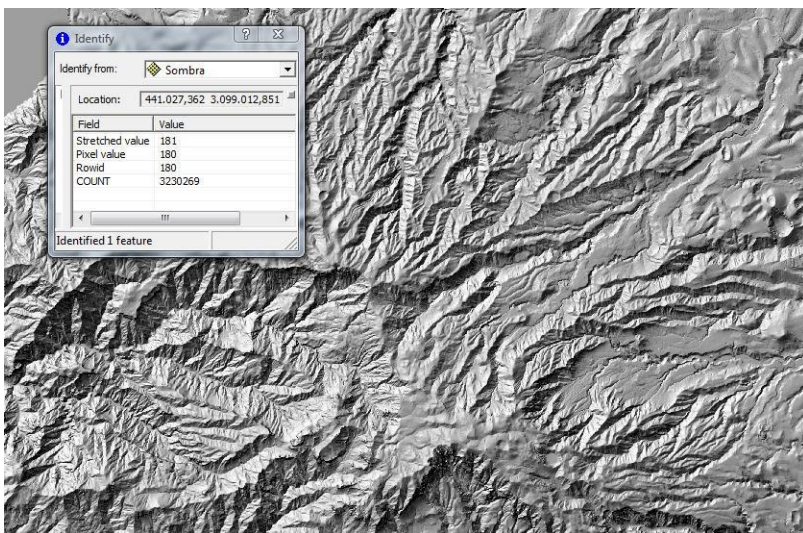 Identify
Identify from: Sombra
Location: 441.027,362 3.099.012,851
Field Value
Stretched value 181
Pixel value 180
Rowid 180
COUNT 3230269
Identified 1 feature